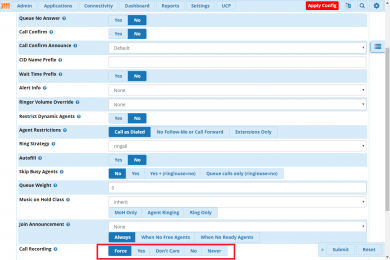 Admin Applications Connectivity Dashboard Reports Settings UCP Apply Config
Queue No Answer Yes No
Call Confirm Yes No
Call Confirm Announce Default
CID Name Prefix
Wait Time Prefix Yes No
Alert Info None
Ringer Volume Override None
Restrict Dynamic Agents Yes No
Agent Restrictions Call as Dialed No Follow-Me or Call Forward Extensions Only
Ring Strategy ringall
Autofill Yes No
Skip Busy Agents No Yes Yes + (ringinuse=no) Queue calls only (ringinuse=no)
Queue Weight 0
Music on Hold Class inherit
MoH Only Agent Ringing Ring Only
Join Announcement None
Always When No Free Agents When No Ready Agents
Call Recording Force Yes Don't Care No Never
» Submit Reset